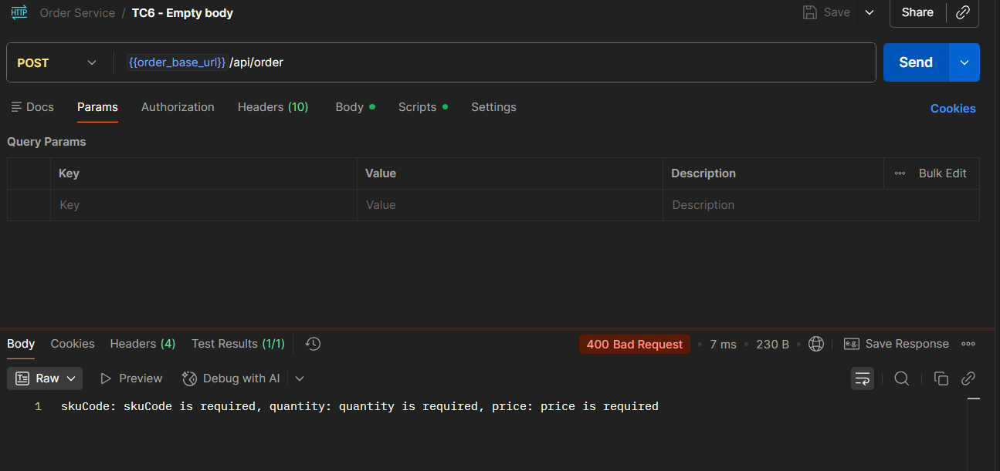 HTTP Order Service / TC6 - Empty body Save Share
POST {{order_base_url}} /api/order Send
Docs Params Authorization Headers (10) Body Scripts Settings Cookies
Query Params
Key Value Description Bulk Edit
Key Value Description
Body Cookies Headers (4) Test Results (1/1) 400 Bad Request 7 ms 230 B e.g. Save Response
Raw Preview Debug with AI
1 skuCode: skuCode is required, quantity: quantity is required, price: price is required